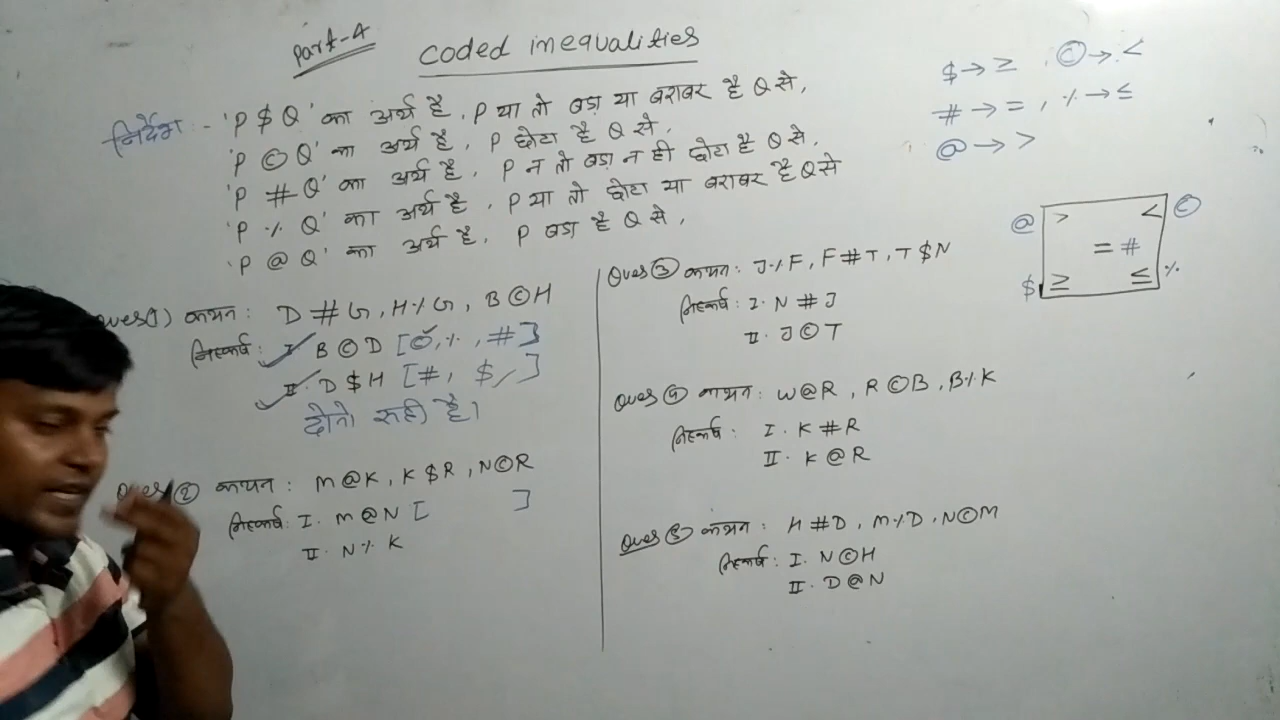 Part-4
Coded inequalities
निर्देश :- 'P $ Q' का अर्थ है, P या तो बड़ा या बराबर है Q से,
'P © Q' का अर्थ है, P छोटा है Q से,
'P # Q' का अर्थ है, P न तो बड़ा न ही छोटा है Q से,
'P % Q' का अर्थ है, P या तो छोटा या बराबर है Q से
'P @ Q' का अर्थ है, P बड़ा है Q से,
$ → ≥ , © → <
# → = , % → ≤
@ → >
@ > < ©
= #
$ ≥ ≤ %
Ques ① कथन : D # G, H % G, B © H
निष्कर्ष : I. B © D [©, %, #]
II. D $ H [#, $, ]
दोनो सही है।
Ques ② कथन : M @ K, K $ R, N © R
निष्कर्ष : I. M @ N [ ]
II. N % K
Ques ③ कथन : J % F, F # T, T $ N
निष्कर्ष : I. N # J
II. J © T
Ques ④ कथन : W @ R, R © B, B % K
निष्कर्ष : I. K # R
II. K @ R
Ques ⑤ कथन : H # D, M % D, N © M
निष्कर्ष : I. N © H
II. D @ N